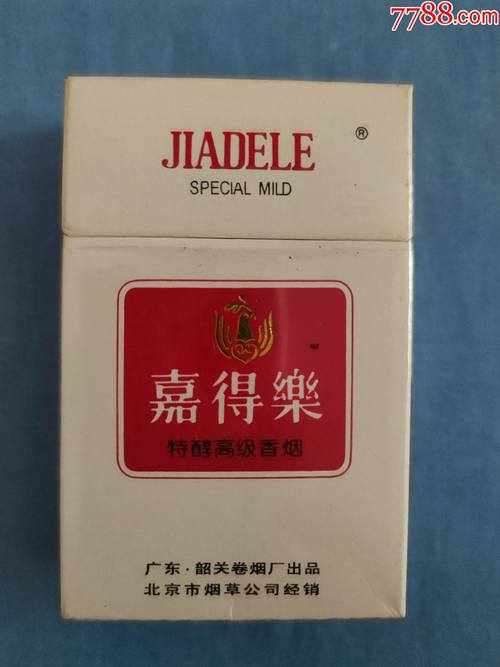 7788.com
JIADELE ®
SPECIAL MILD
嘉得樂
特醇高级香烟
广东·韶关卷烟厂出品
北京市烟草公司经销